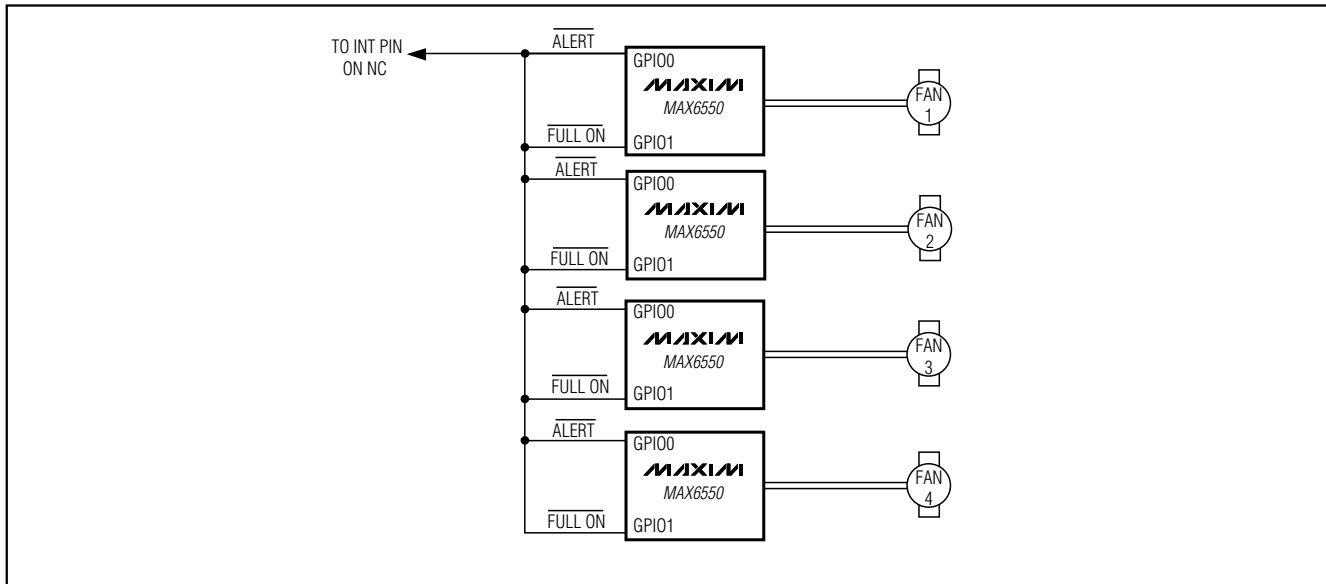 TO INT PIN
ON NC
ALERT
GPIO0
MAXIM
MAX6550
FULL ON
GPIO1
FAN
1
ALERT
GPIO0
MAXIM
MAX6550
FULL ON
GPIO1
FAN
2
ALERT
GPIO0
MAXIM
MAX6550
FULL ON
GPIO1
FAN
3
ALERT
GPIO0
MAXIM
MAX6550
FULL ON
GPIO1
FAN
4